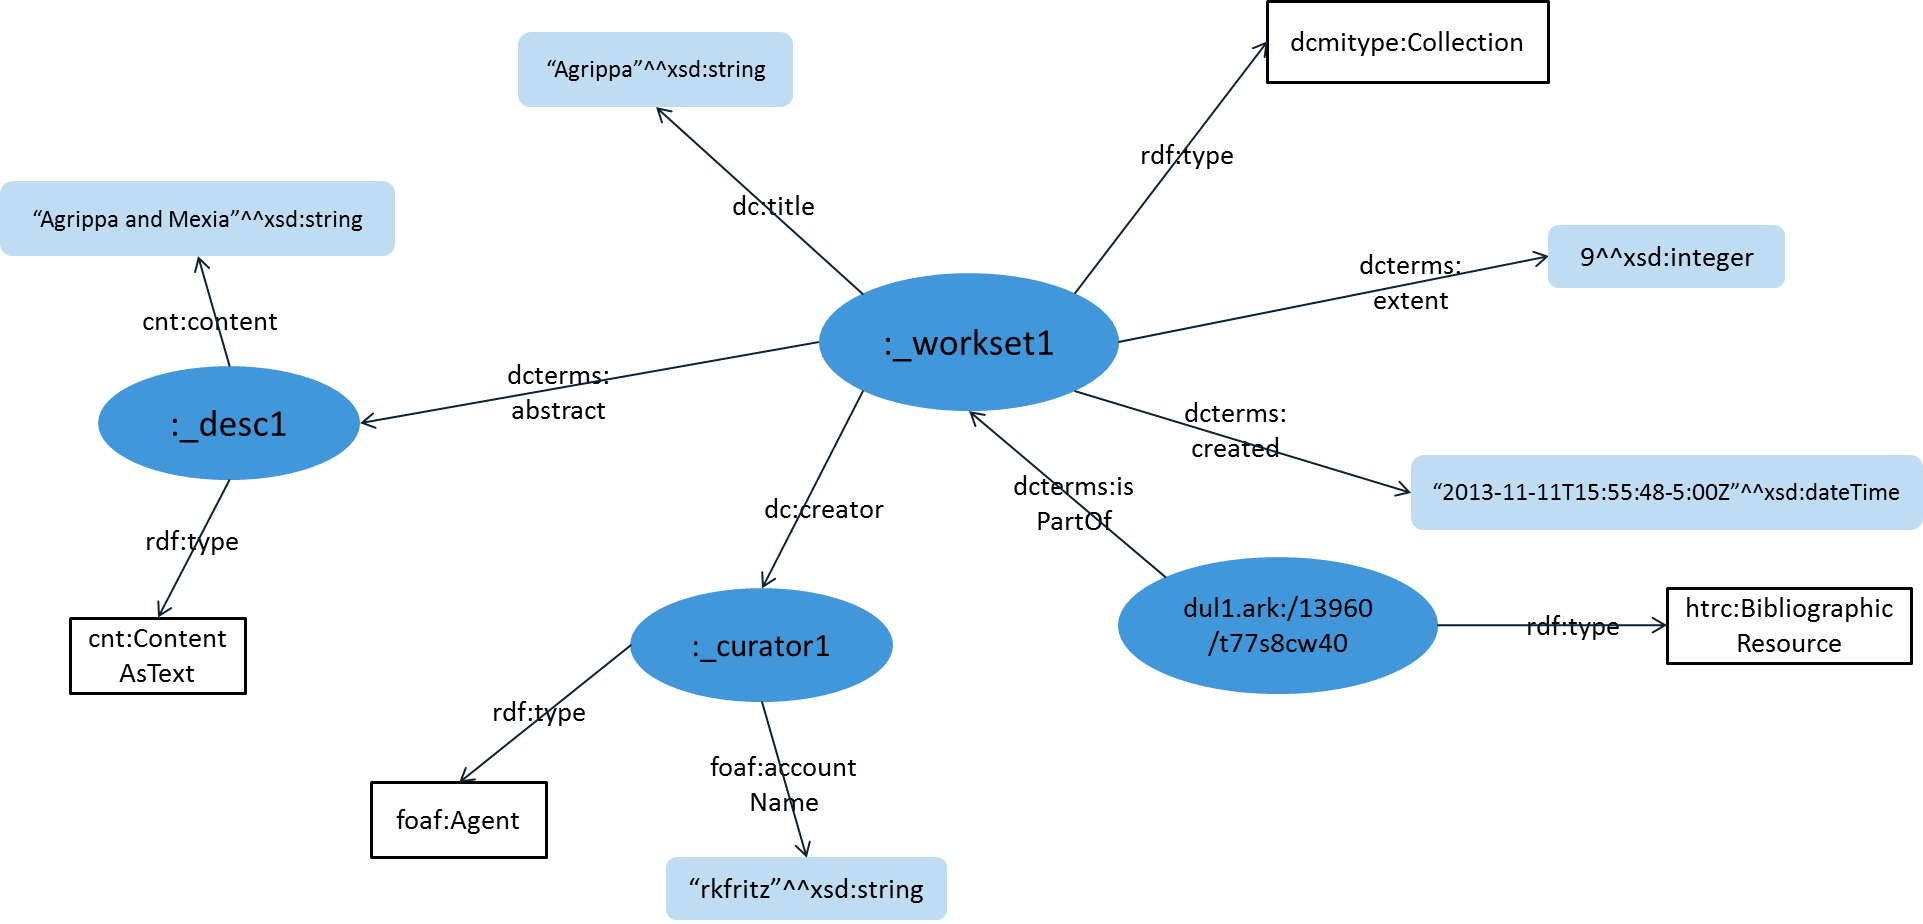 dcmitype:Collection
“Agrippa”^^xsd:string
rdf:type
dc:title
“Agrippa and Mexia”^^xsd:string
9^^xsd:integer
dcterms:
extent
cnt:content
:_workset1
dcterms:
abstract
:_desc1
dcterms:
created
dcterms:is
PartOf
“2013-11-11T15:55:48-5:00Z”^^xsd:dateTime
dc:creator
rdf:type
cnt:Content
AsText
:_curator1
dul1.ark:/13960
/t77s8cw40
rdf:type
htrc:Bibliographic
Resource
rdf:type
foaf:account
Name
foaf:Agent
“rkfritz”^^xsd:string